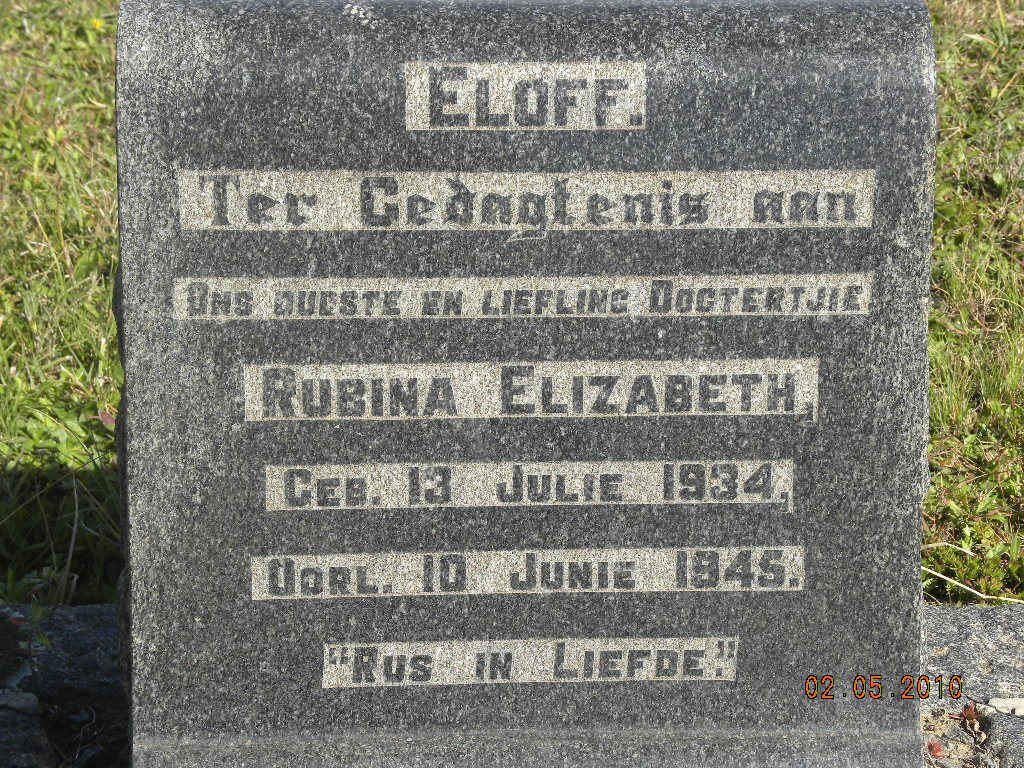 ELOFF.
Ter Gedagtenis aan
ONS OUDSTE EN LIEFLING DOGTERTJIE
RUBINA ELIZABETH,
GEB. 13 JULIE 1934,
OORL. 10 JUNIE 1945.
"RUS IN LIEFDE."
02.05.2010